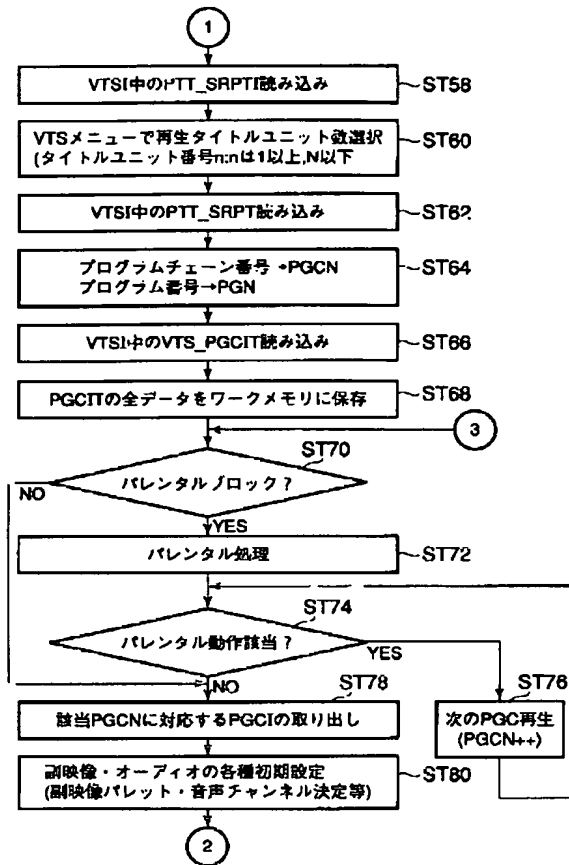 1
VTSI中のPTT_SRPTI読み込み
ST58
VTSメニューで再生タイトルユニット数選択
(タイトルユニット番号n:nは1以上,N以下
ST60
VTSI中のPTT_SRPT読み込み
ST62
プログラムチェーン番号→PGCN
プログラム番号→PGN
ST64
VTSI中のVTS_PGCIT読み込み
ST66
PGCITの全データをワークメモリに保存
ST68
3
ST70
パレンタルブロック?
NO
YES
パレンタル処理
ST72
ST74
パレンタル動作該当?
YES
NO
ST78
該当PGCNに対応するPGCIの取り出し
ST76
次のPGC再生
(PGCN++)
副映像・オーディオの各種初期設定
(副映像パレット・音声チャンネル決定等)
ST80
2